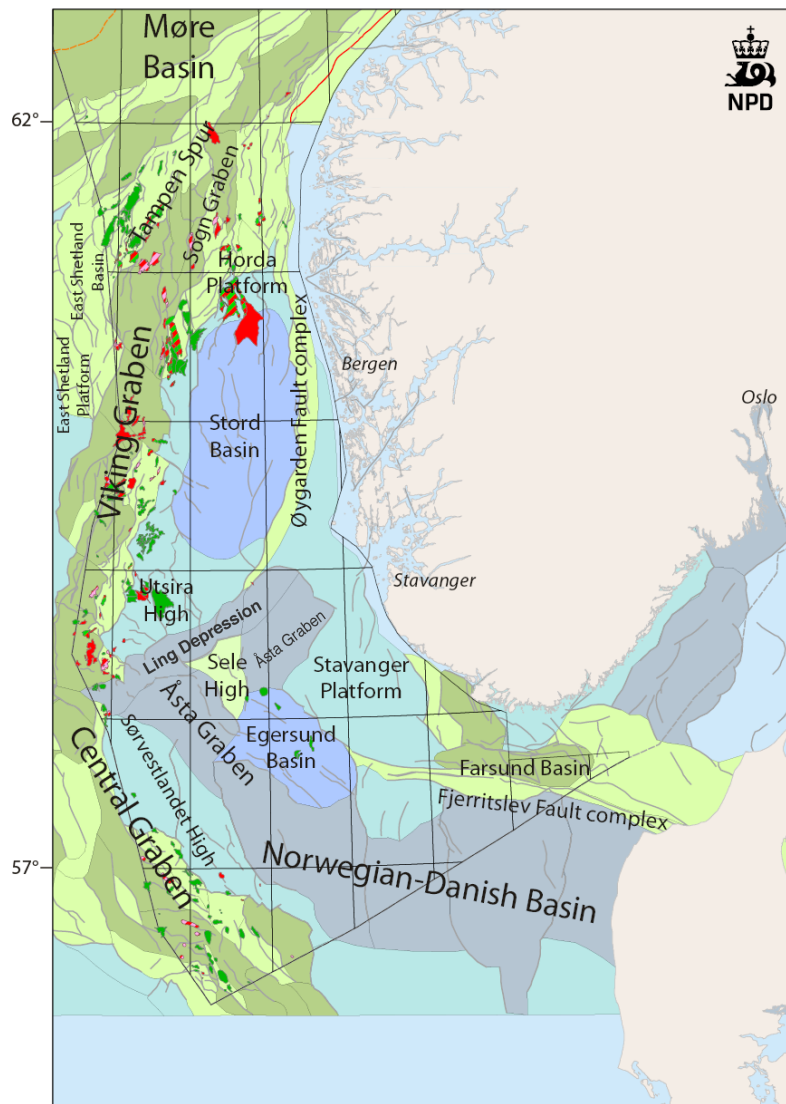 Møre
Basin
NPD
62°
Tampen Spur
Sogn Graben
East Shetland
Basin
Horda
Platform
East Shetland
Platform
Viking Graben
Øygarden Fault complex
Bergen
Oslo
Stord
Basin
Stavanger
Utsira
High
Ling Depression
Åsta Graben
Sele
High
Stavanger
Platform
Åsta Graben
Egersund
Basin
Sørvestlandet High
Central Graben
Farsund Basin
Fjerritslev Fault complex
57°
Norwegian-Danish Basin